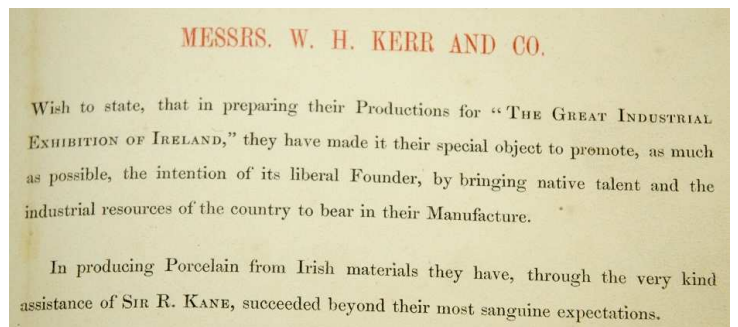 MESSRS. W. H. KERR AND CO.
Wish to state, that in preparing their Productions for “THE GREAT INDUSTRIAL
EXHIBITION OF IRELAND,” they have made it their special object to promote, as much
as possible, the intention of its liberal Founder, by bringing native talent and the
industrial resources of the country to bear in their Manufacture.
In producing Porcelain from Irish materials they have, through the very kind
assistance of SIR R. KANE, succeeded beyond their most sanguine expectations.